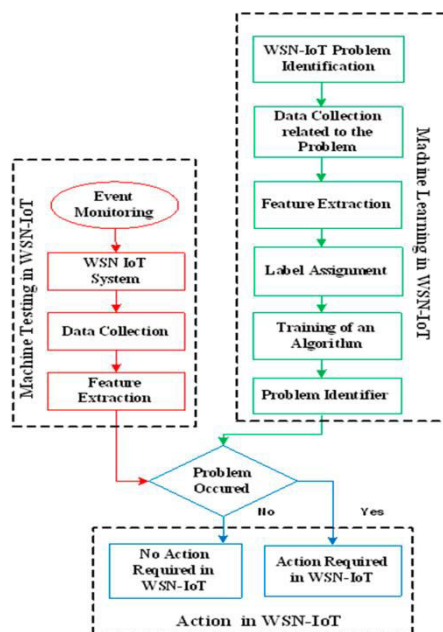 WSN-IoT Problem
Identification
Data Collection
related to the
Problem
Feature Extraction
Label Assignment
Training of an
Algorithm
Problem Identifier
Machine Learning in WSN-IoT
Event
Monitoring
WSN IoT
System
Data Collection
Feature
Extraction
Machine Testing in WSN-IoT
Problem
Occured
No
Yes
No Action
Required in
WSN-IoT
Action Required
in WSN-IoT
Action in WSN-IoT